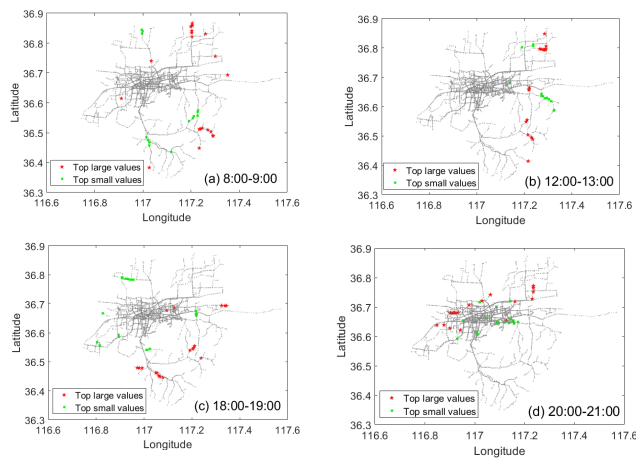 36.9
36.8
36.7
36.6
36.5
36.4
36.3
Latitude
Top large values
Top small values
(a) 8:00-9:00
116.6 116.8 117 117.2 117.4 117.6
Longitude
36.9
36.8
36.7
36.6
36.5
36.4
36.3
Latitude
Top large values
Top small values
(b) 12:00-13:00
116.6 116.8 117 117.2 117.4 117.6
Longitude
36.9
36.8
36.7
36.6
36.5
36.4
36.3
Latitude
Top large values
Top small values
(c) 18:00-19:00
116.6 116.8 117 117.2 117.4 117.6
Longitude
36.9
36.8
36.7
36.6
36.5
36.4
36.3
Latitude
Top large values
Top small values
(d) 20:00-21:00
116.6 116.8 117 117.2 117.4 117.6
Longitude